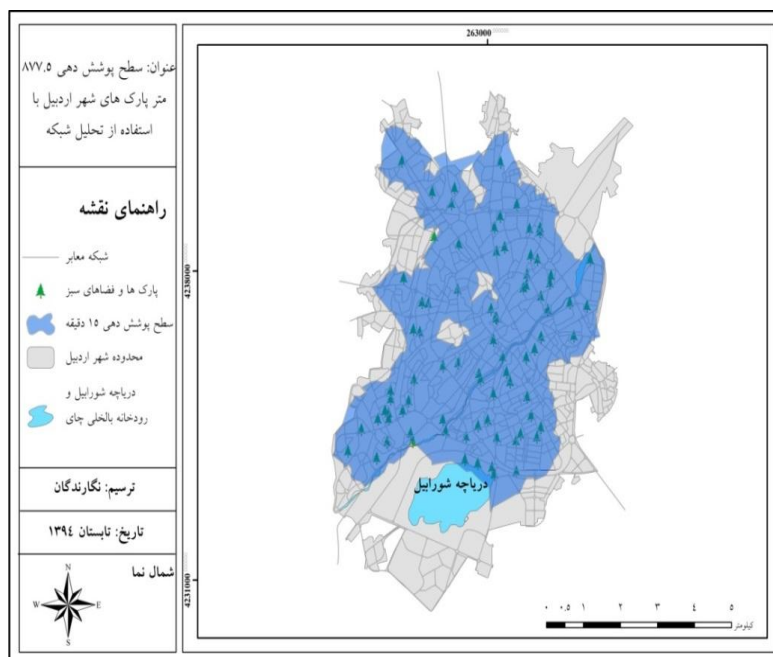 عنوان: سطح پوشش دهی ۸۷۷.۵
متر پارک های شهر اردبیل با
استفاده از تحلیل شبکه
راهنمای نقشه
شبکه معابر
پارک ها و فضاهای سبز
سطح پوشش دهی ۱۵ دقیقه
محدوده شهر اردبیل
دریاچه شورابیل و
رودخانه بالخلی چای
ترسیم: نگارندگان
تاریخ: تابستان ۱۳۹٤
شمال نما
N
W E
S
263000
4238000
4231000
دریاچه شورابیل
۰ ۰.۵ ۱ ۲ ۳ ٤ ۵
کیلومتر